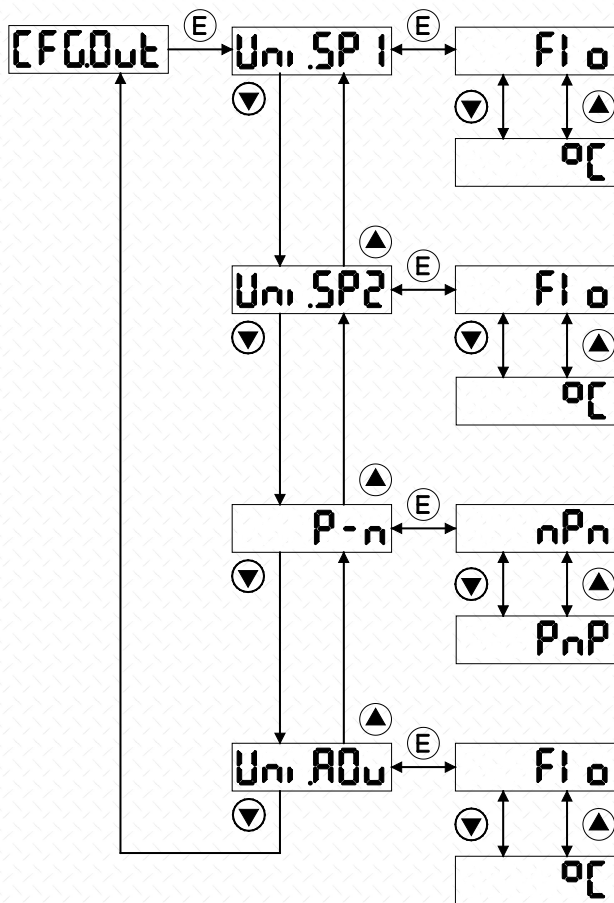 CFG.Out
E
Uni.SP1
E
Flo
°C
Uni.SP2
E
Flo
°C
P-n
E
nPn
PnP
Uni.AOu
E
Flo
°C